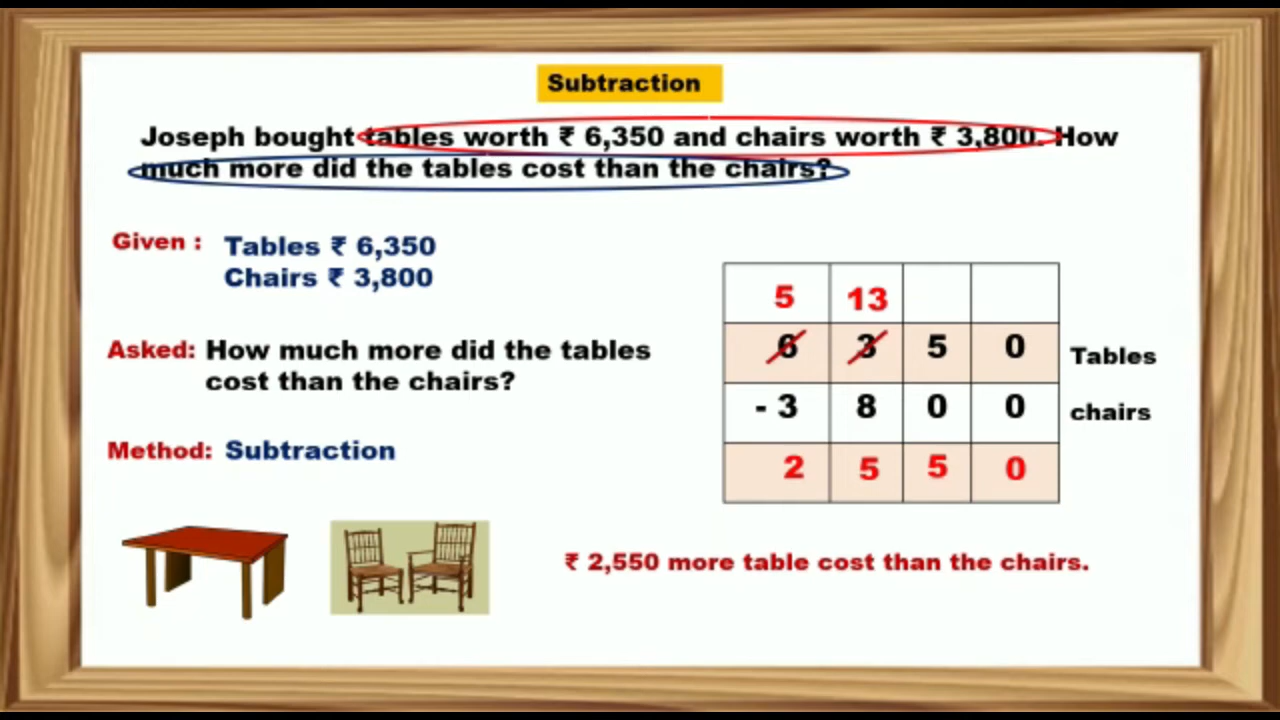 Subtraction
Joseph bought tables worth ₹ 6,350 and chairs worth ₹ 3,800. How
much more did the tables cost than the chairs?
Given : Tables ₹ 6,350
Chairs ₹ 3,800
Asked: How much more did the tables
cost than the chairs?
Method: Subtraction
5 13
6 3 5 0 Tables
- 3 8 0 0 chairs
2 5 5 0
₹ 2,550 more table cost than the chairs.